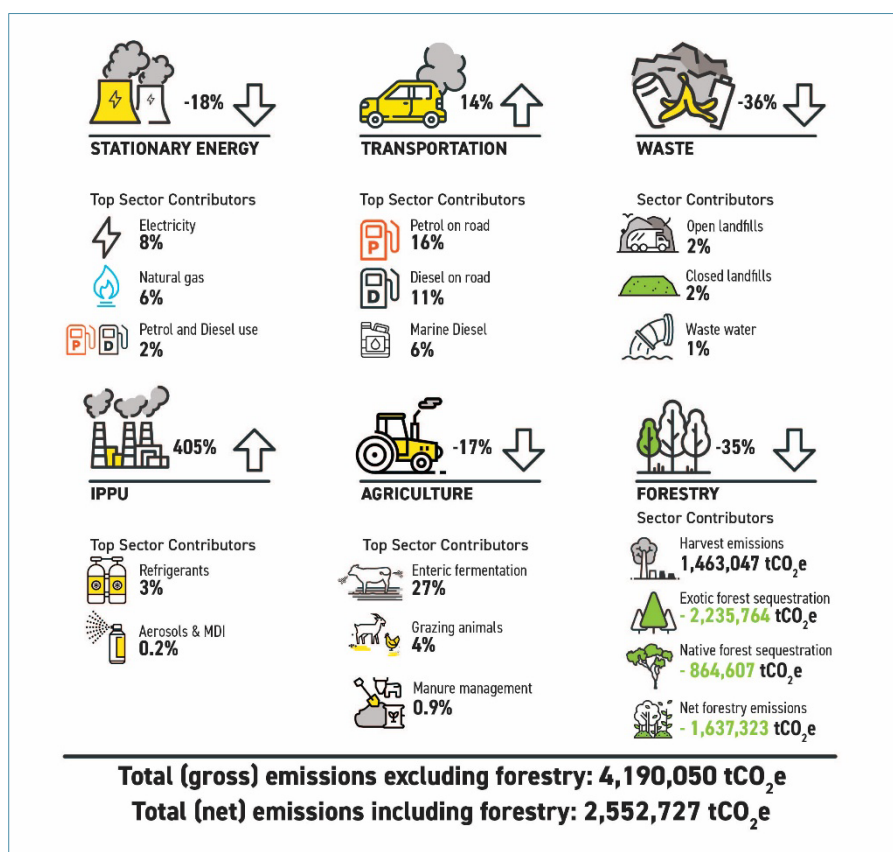 -18%
STATIONARY ENERGY
Top Sector Contributors
Electricity
8%
Natural gas
6%
P D
Petrol and Diesel use
2%
14%
TRANSPORTATION
Top Sector Contributors
P
Petrol on road
16%
D
Diesel on road
11%
Marine Diesel
6%
-36%
WASTE
Sector Contributors
Open landfills
2%
Closed landfills
2%
Waste water
1%
405%
IPPU
Top Sector Contributors
Refrigerants
3%
Aerosols & MDI
0.2%
-17%
AGRICULTURE
Top Sector Contributors
Enteric fermentation
27%
Grazing animals
4%
Manure management
0.9%
-35%
FORESTRY
Sector Contributors
Harvest emissions
1,463,047 tCO₂e
Exotic forest sequestration
- 2,235,764 tCO₂e
Native forest sequestration
- 864,607 tCO₂e
Net forestry emissions
- 1,637,323 tCO₂e
Total (gross) emissions excluding forestry: 4,190,050 tCO₂e
Total (net) emissions including forestry: 2,552,727 tCO₂e